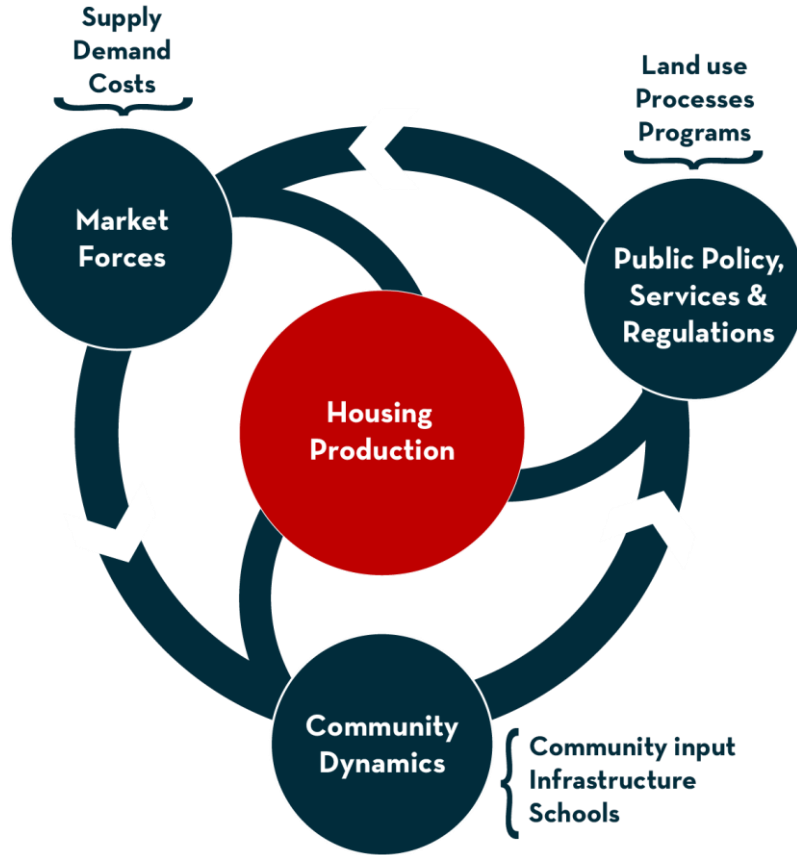 Supply
Demand
Costs
Land use
Processes
Programs
Market
Forces
Public Policy,
Services &
Regulations
Housing
Production
Community
Dynamics
Community input
Infrastructure
Schools